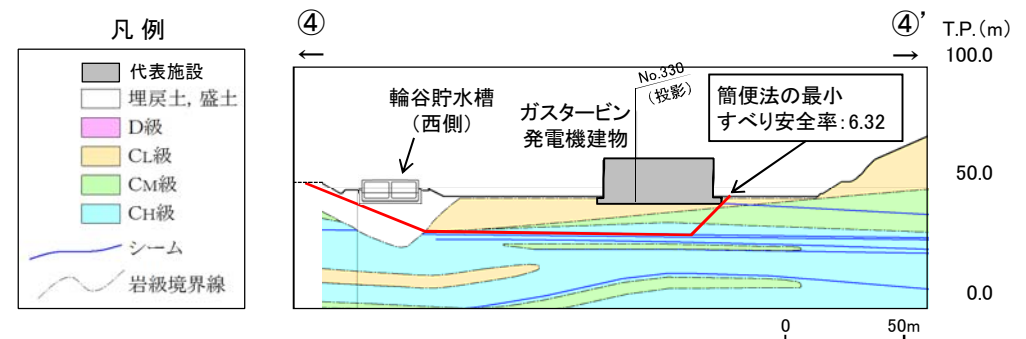 凡 例
代表施設
埋戻土, 盛土
D級
CL級
CM級
CH級
シーム
岩級境界線
④
④’
←
→
T.P.(m)
100.0
50.0
0.0
輪谷貯水槽
(西側)
ガスタービン
発電機建物
No.330
(投影)
簡便法の最小
すべり安全率:6.32
0
50m